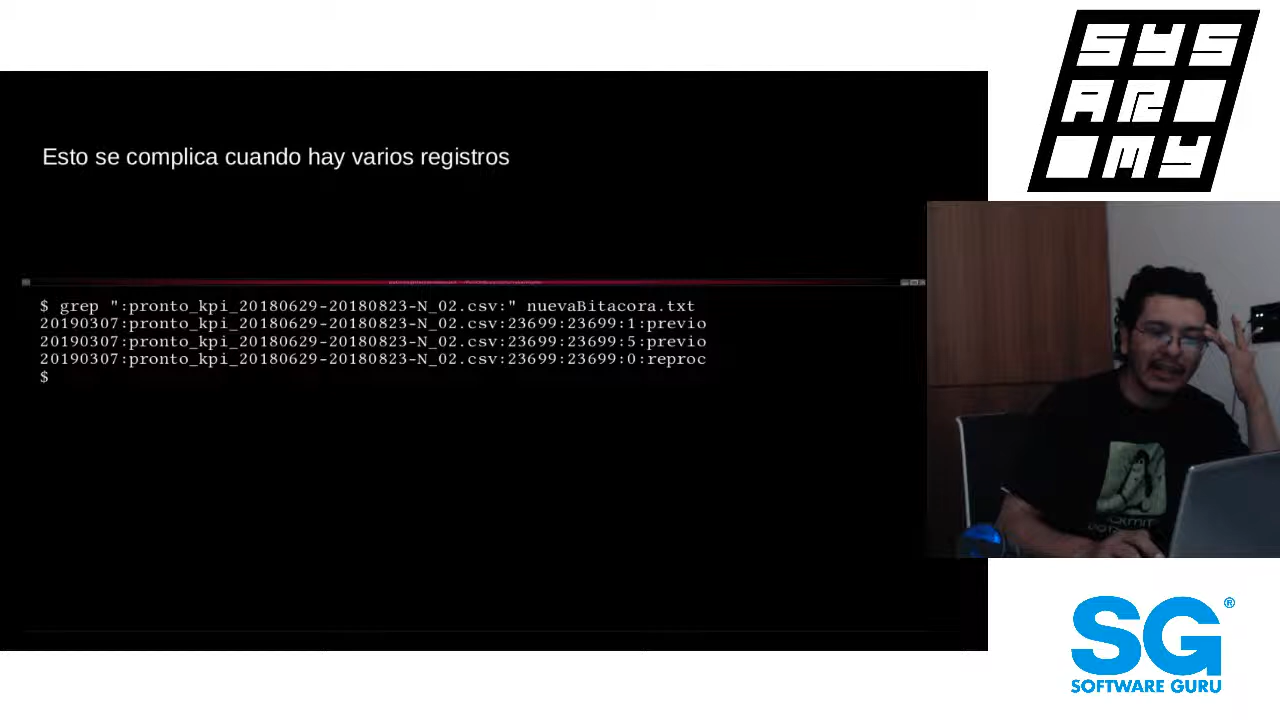 SYS
AR
MY
Esto se complica cuando hay varios registros
$ grep ":pronto_kpi_20180629-20180823-N_02.csv:" nuevaBitacora.txt
20190307:pronto_kpi_20180629-20180823-N_02.csv:23699:23699:1:previo
20190307:pronto_kpi_20180629-20180823-N_02.csv:23699:23699:5:previo
20190307:pronto_kpi_20180629-20180823-N_02.csv:23699:23699:0:reproc
$
SG®
SOFTWARE GURU